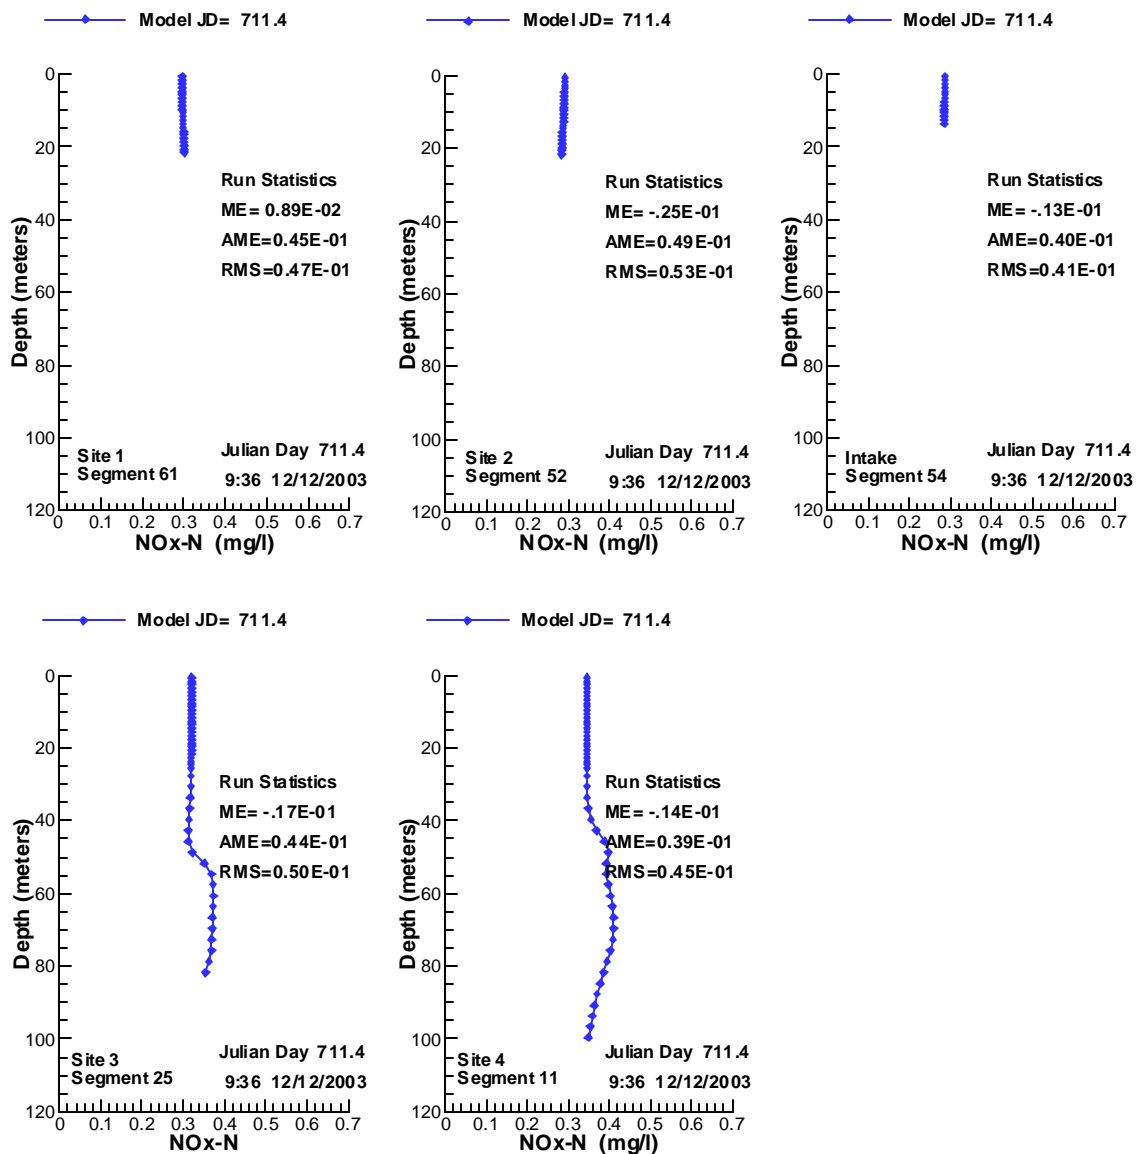 Model JD= 711.4
0
20
40
60
80
100
120
Depth (meters)
Run Statistics
ME= 0.89E-02
AME=0.45E-01
RMS=0.47E-01
Site 1
Segment 61
Julian Day 711.4
9:36 12/12/2003
0 0.1 0.2 0.3 0.4 0.5 0.6 0.7
NOx-N (mg/l)
Model JD= 711.4
0
20
40
60
80
100
120
Depth (meters)
Run Statistics
ME= -.25E-01
AME=0.49E-01
RMS=0.53E-01
Site 2
Segment 52
Julian Day 711.4
9:36 12/12/2003
0 0.1 0.2 0.3 0.4 0.5 0.6 0.7
NOx-N (mg/l)
Model JD= 711.4
0
20
40
60
80
100
120
Depth (meters)
Run Statistics
ME= -.13E-01
AME=0.40E-01
RMS=0.41E-01
Intake
Segment 54
Julian Day 711.4
9:36 12/12/2003
0 0.1 0.2 0.3 0.4 0.5 0.6 0.7
NOx-N (mg/l)
Model JD= 711.4
0
20
40
60
80
100
120
Depth (meters)
Run Statistics
ME= -.17E-01
AME=0.44E-01
RMS=0.50E-01
Site 3
Segment 25
Julian Day 711.4
9:36 12/12/2003
0 0.1 0.2 0.3 0.4 0.5 0.6 0.7
NOx-N
Model JD= 711.4
0
20
40
60
80
100
120
Depth (meters)
Run Statistics
ME= -.14E-01
AME=0.39E-01
RMS=0.45E-01
Site 4
Segment 11
Julian Day 711.4
9:36 12/12/2003
0 0.1 0.2 0.3 0.4 0.5 0.6 0.7
NOx-N (mg/l)